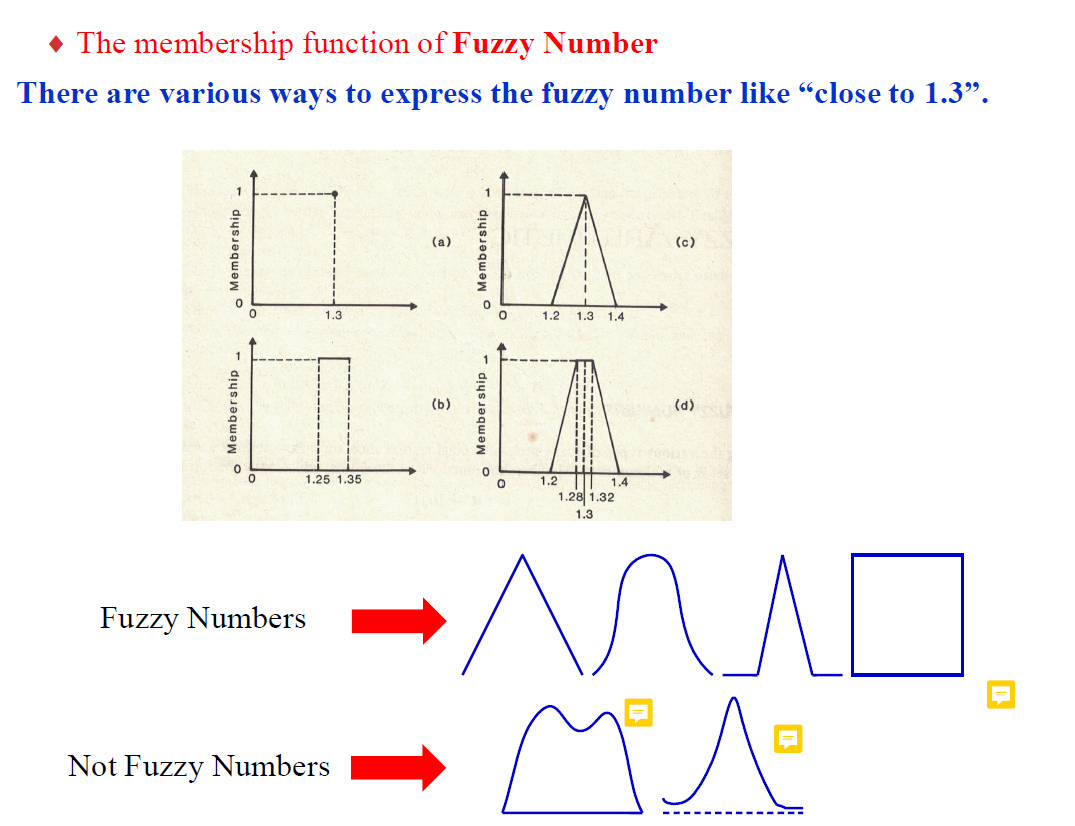 ♦ The membership function of Fuzzy Number
There are various ways to express the fuzzy number like “close to 1.3”.
Membership
1
0
0
1.3
(a)
Membership
1
0
0
1.2 1.3 1.4
(c)
Membership
1
0
0
1.25 1.35
(b)
Membership
1
0
0
1.2 1.4
1.28 1.32
1.3
(d)
Fuzzy Numbers
Not Fuzzy Numbers